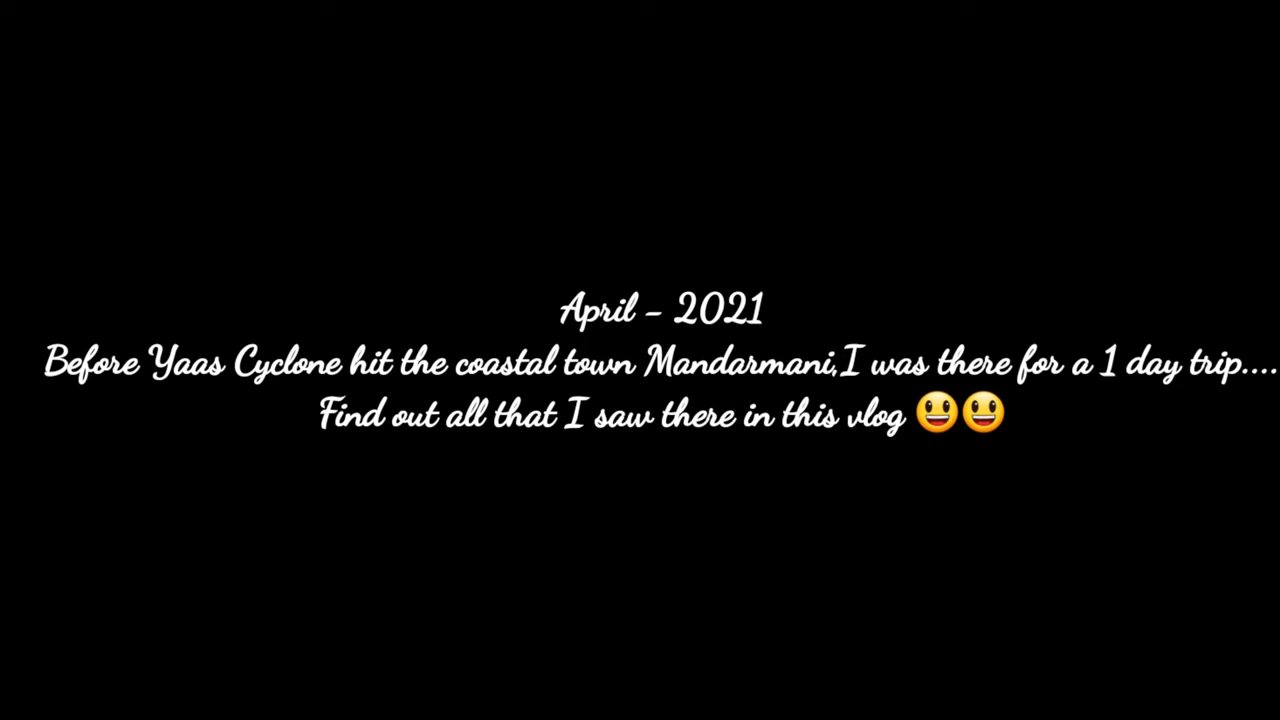 April - 2021
Before Yaas Cyclone hit the coastal town Mandarmani,I was there for a 1 day trip....
Find out all that I saw there in this vlog 😃😃